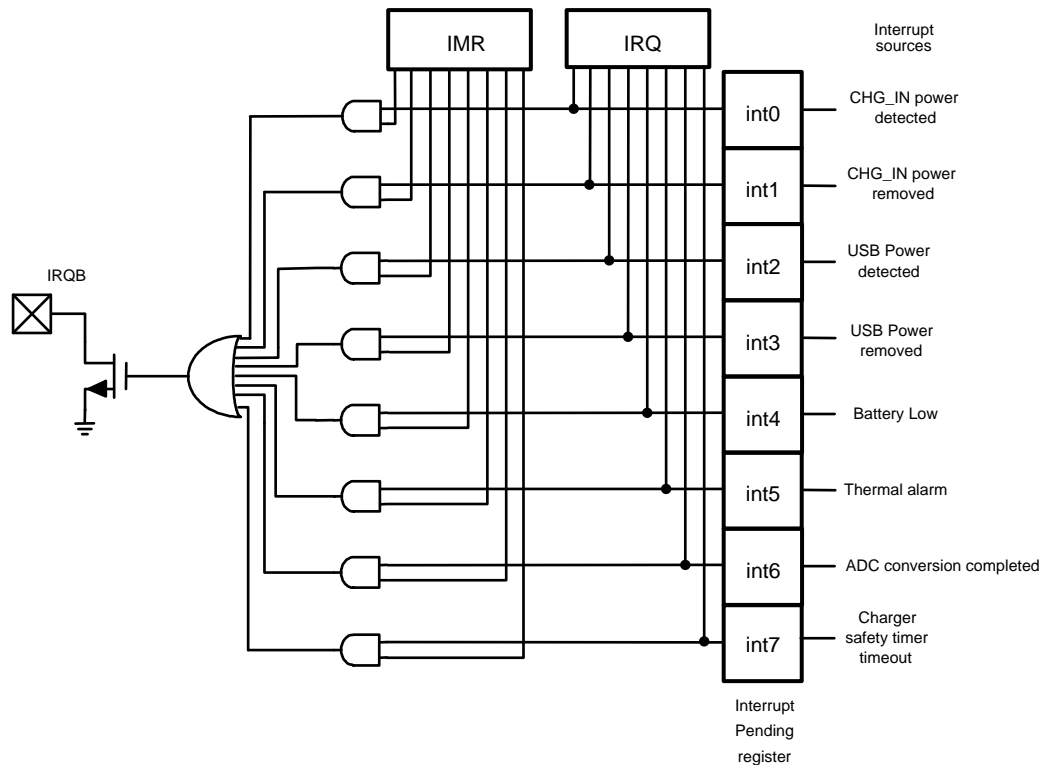 IMR
IRQ
Interrupt
sources
int0
CHG_IN power
detected
int1
CHG_IN power
removed
int2
USB Power
detected
IRQB
int3
USB Power
removed
int4
Battery Low
int5
Thermal alarm
int6
ADC conversion completed
int7
Charger
safety timer
timeout
Interrupt
Pending
register